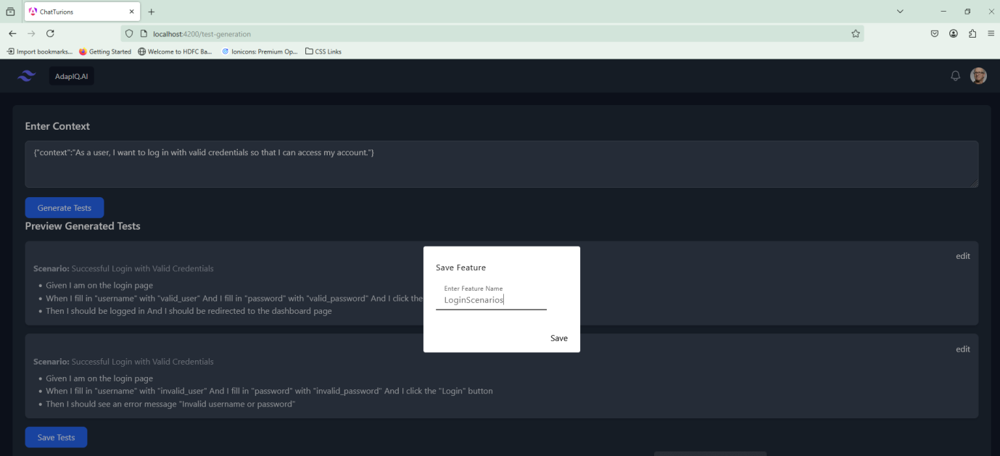 ChatTurions
localhost:4200/test-generation
Import bookmarks... Getting Started Welcome to HDFC Ba... Ionicons: Premium Op... CSS Links
AdapIQ.AI
Enter Context
{"context":"As a user, I want to log in with valid credentials so that I can access my account."}
Generate Tests
Preview Generated Tests
edit
Scenario: Successful Login with Valid Credentials
Given I am on the login page
When I fill in "username" with "valid_user" And I fill in "password" with "valid_password" And I click the
Then I should be logged in And I should be redirected to the dashboard page
Save Feature
Enter Feature Name
LoginScenarios
Save
edit
Scenario: Successful Login with Valid Credentials
Given I am on the login page
When I fill in "username" with "invalid_user" And I fill in "password" with "invalid_password" And I click the "Login" button
Then I should see an error message "Invalid username or password"
Save Tests